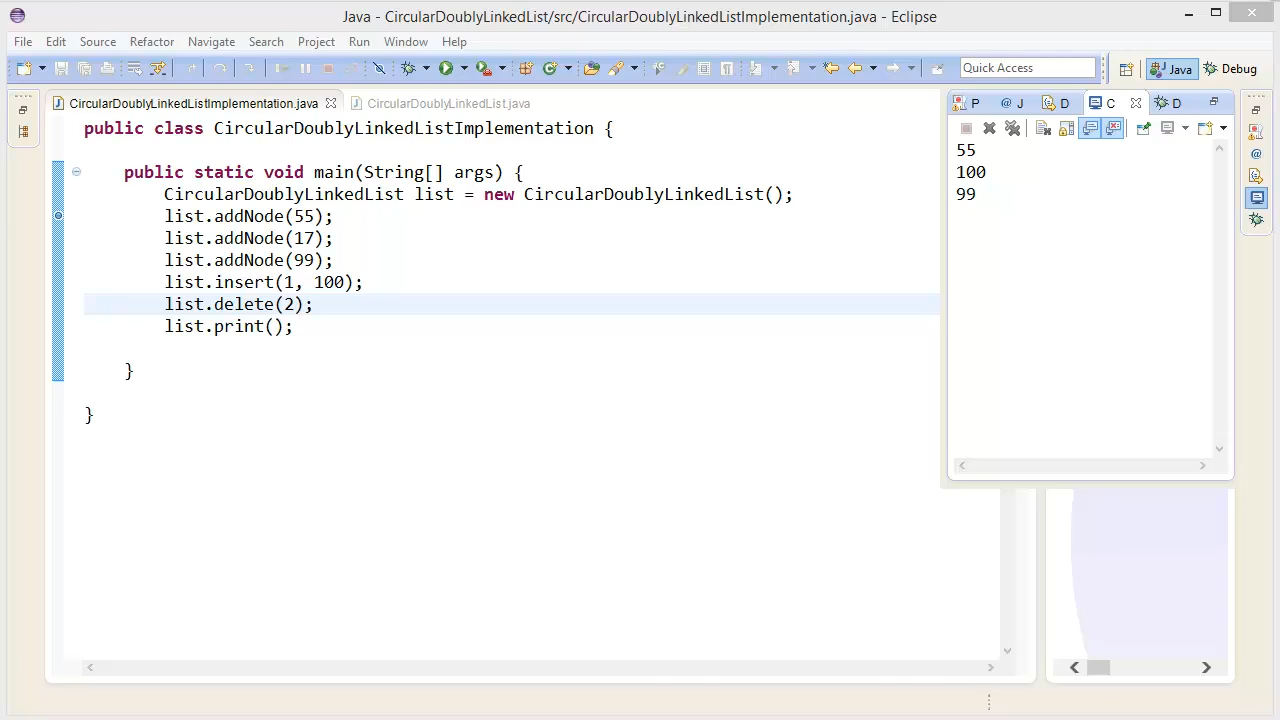 Java - CircularDoublyLinkedList/src/CircularDoublyLinkedListImplementation.java - Eclipse
File Edit Source Refactor Navigate Search Project Run Window Help
Quick Access Java Debug
CircularDoublyLinkedListImplementation.java CircularDoublyLinkedList.java
P J D C D
public class CircularDoublyLinkedListImplementation {
public static void main(String[] args) {
CircularDoublyLinkedList list = new CircularDoublyLinkedList();
list.addNode(55);
list.addNode(17);
list.addNode(99);
list.insert(1, 100);
list.delete(2);
list.print();
}
}
55
100
99